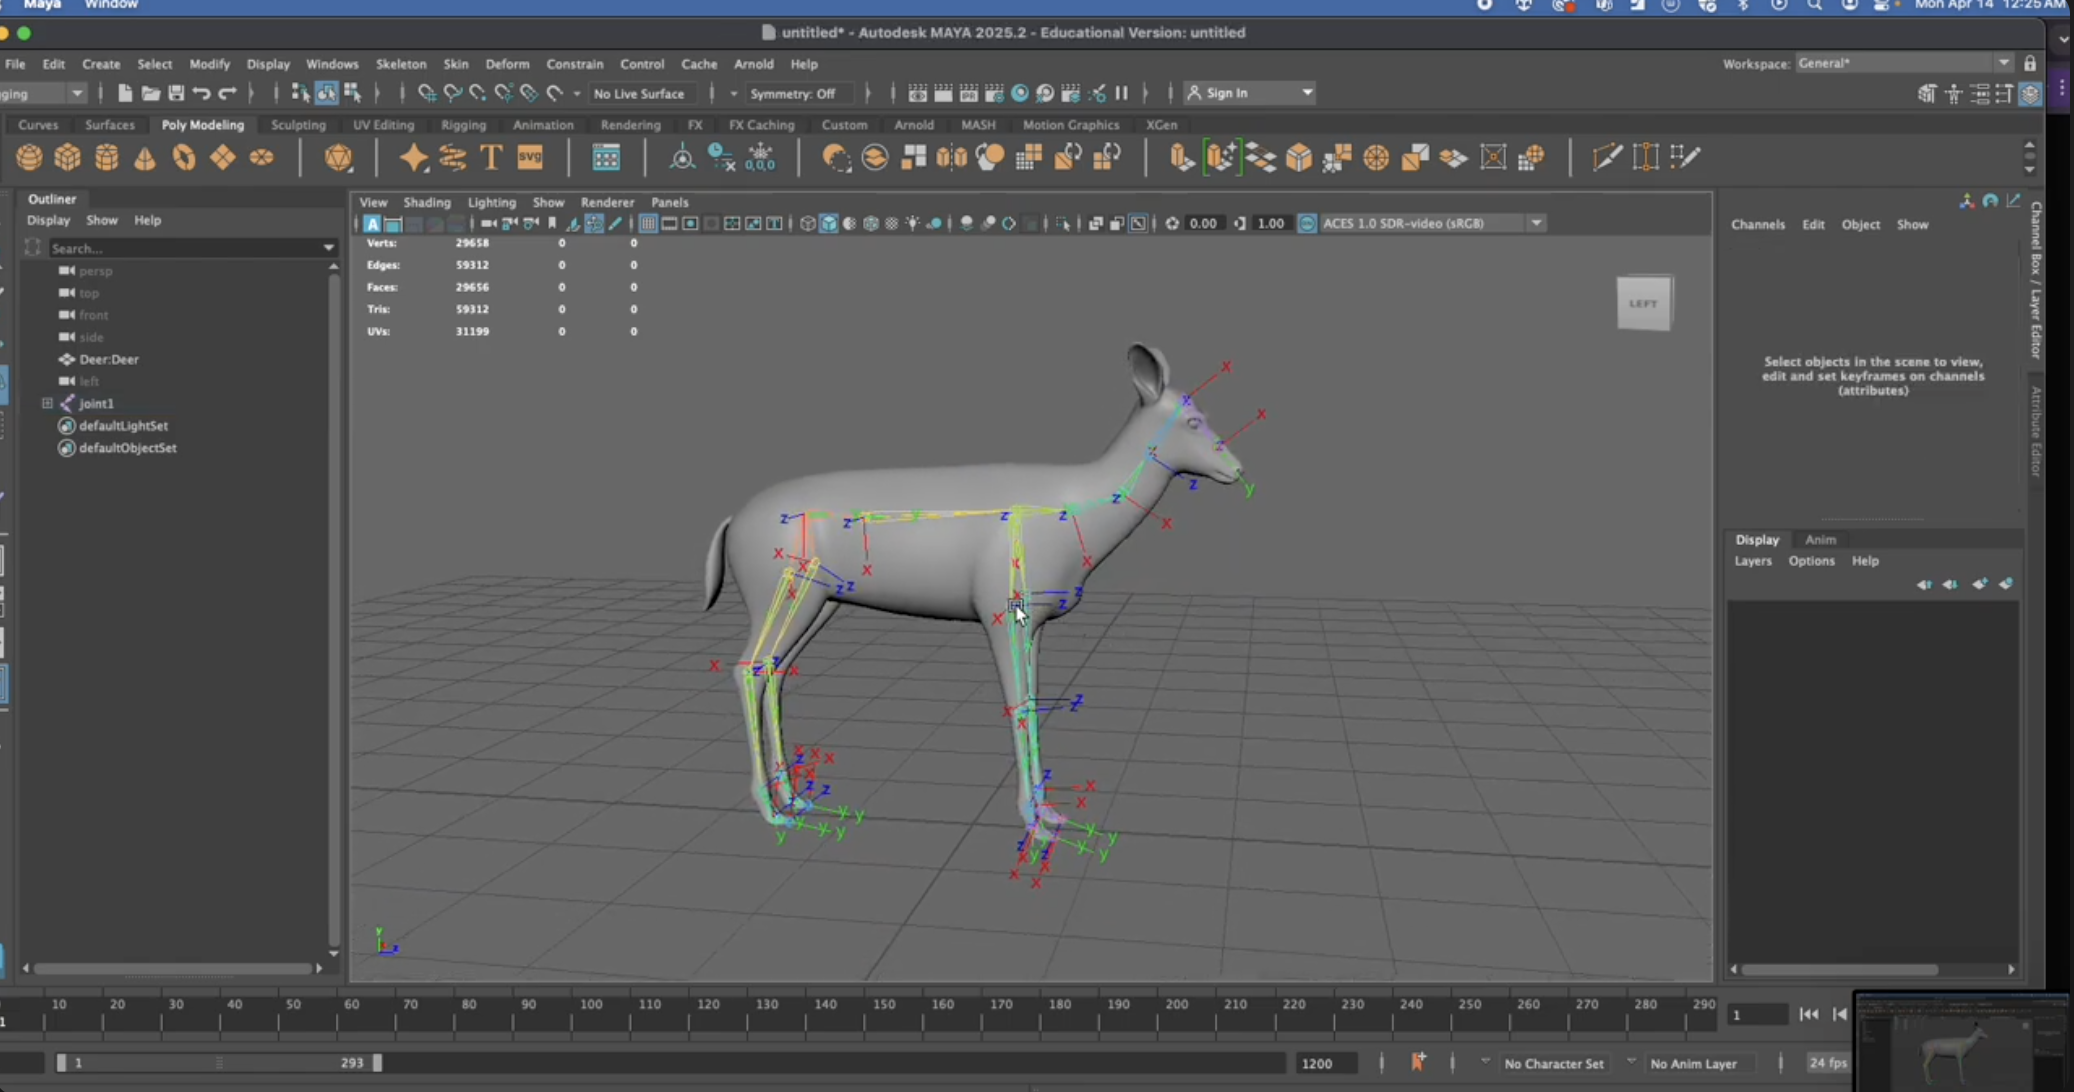 Maya Window Mon Apr 14 12:25AM
untitled* - Autodesk MAYA 2025.2 - Educational Version: untitled
File Edit Create Select Modify Display Windows Skeleton Skin Deform Constrain Control Cache Arnold Help Workspace: General*
ging No Live Surface Symmetry: Off Sign In
Curves Surfaces Poly Modeling Sculpting UV Editing Rigging Animation Rendering FX FX Caching Custom Arnold MASH Motion Graphics XGen
T svg 0,0,0
Outliner
Display Show Help
Search...
persp
top
front
side
Deer:Deer
left
joint1
defaultLightSet
defaultObjectSet
View Shading Lighting Show Renderer Panels
0.00 1.00 ACES 1.0 SDR-video (sRGB)
Verts: 29658 0 0
Edges: 59312 0 0
Faces: 29656 0 0
Tris: 59312 0 0
UVs: 31199 0 0
LEFT
Channels Edit Object Show
Select objects in the scene to view,
edit and set keyframes on channels
(attributes)
Channel Box / Layer Editor
Attribute Editor
Display Anim
Layers Options Help
10 20 30 40 50 60 70 80 90 100 110 120 130 140 150 160 170 180 190 200 210 220 230 240 250 260 270 280 290 1
1 293 1200 No Character Set No Anim Layer 24 fps